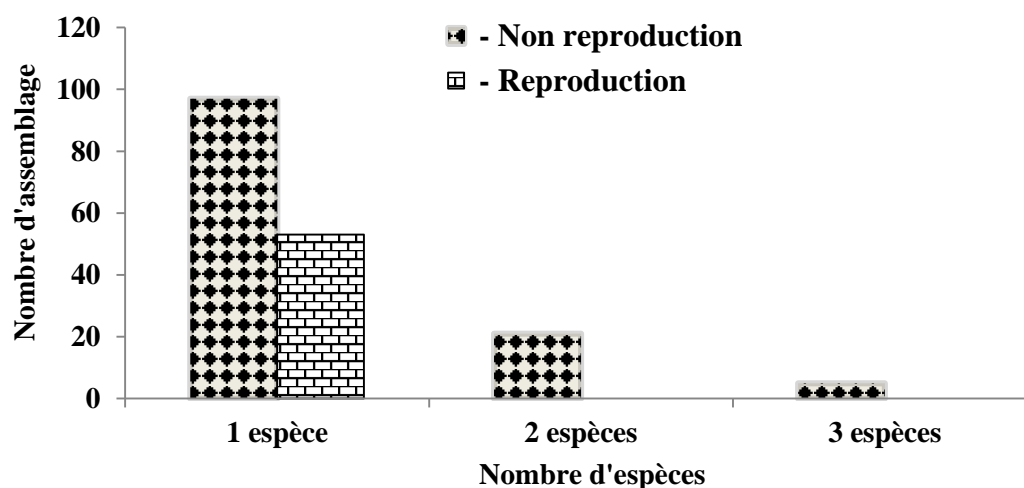 120
- Non reproduction
100
- Reproduction
80
60
40
20
0
Nombre d'assemblage
1 espèce 2 espèces 3 espèces
Nombre d'espèces